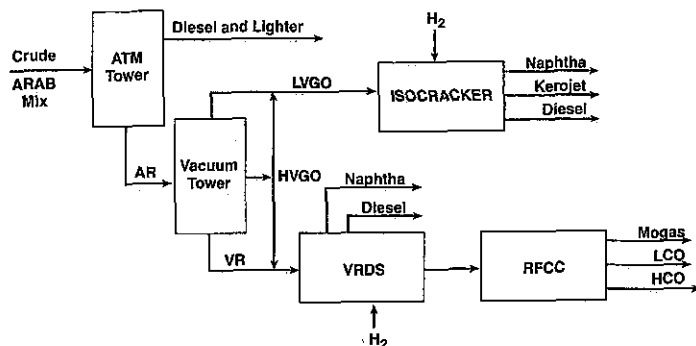 Crude
ARAB
Mix
ATM
Tower
Diesel and Lighter
AR
Vacuum
Tower
LVGO
HVGO
VR
H₂
ISOCRACKER
Naphtha
Kerojet
Diesel
Naphtha
Diesel
VRDS
H₂
RFCC
Mogas
LCO
HCO